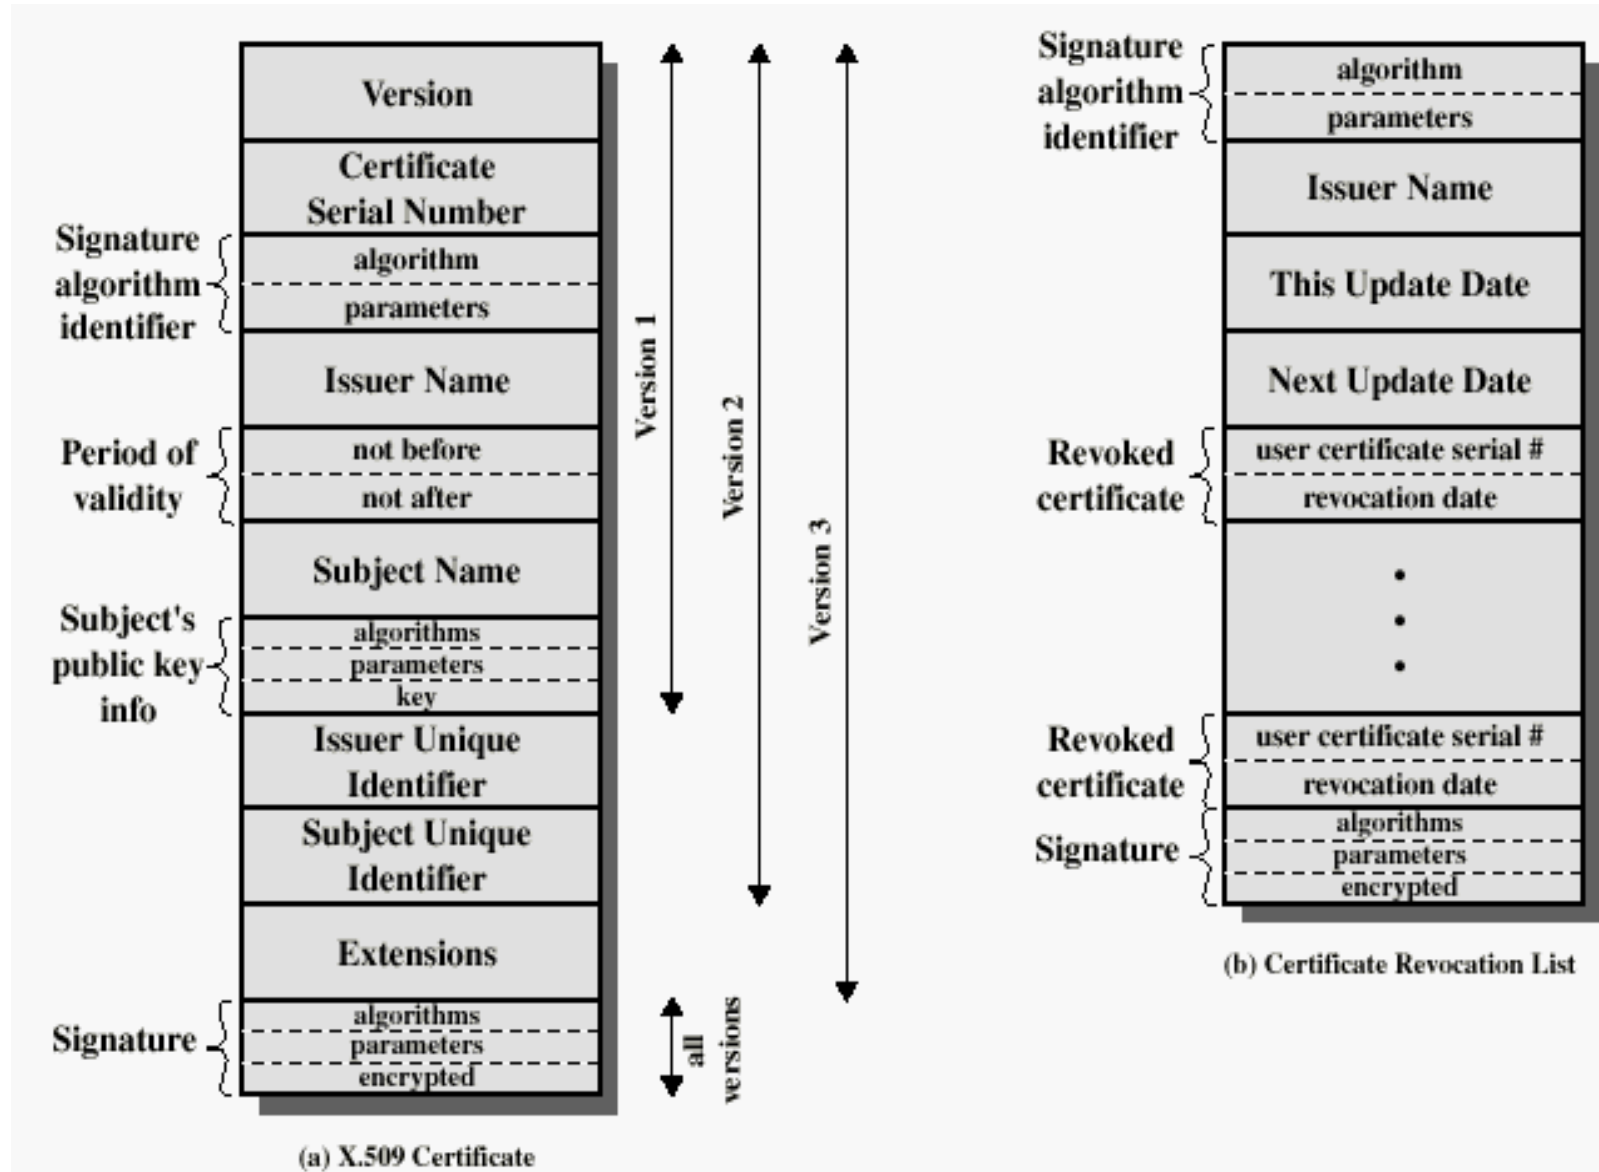 Version
Certificate
Serial Number
Signature
algorithm
identifier
algorithm
parameters
Issuer Name
Period of
validity
not before
not after
Subject Name
Subject's
public key
info
algorithms
parameters
key
Issuer Unique
Identifier
Subject Unique
Identifier
Extensions
Signature
algorithms
parameters
encrypted
Version 1
Version 2
Version 3
all
versions
(a) X.509 Certificate
Signature
algorithm
identifier
algorithm
parameters
Issuer Name
This Update Date
Next Update Date
Revoked
certificate
user certificate serial #
revocation date
Revoked
certificate
user certificate serial #
revocation date
Signature
algorithms
parameters
encrypted
(b) Certificate Revocation List